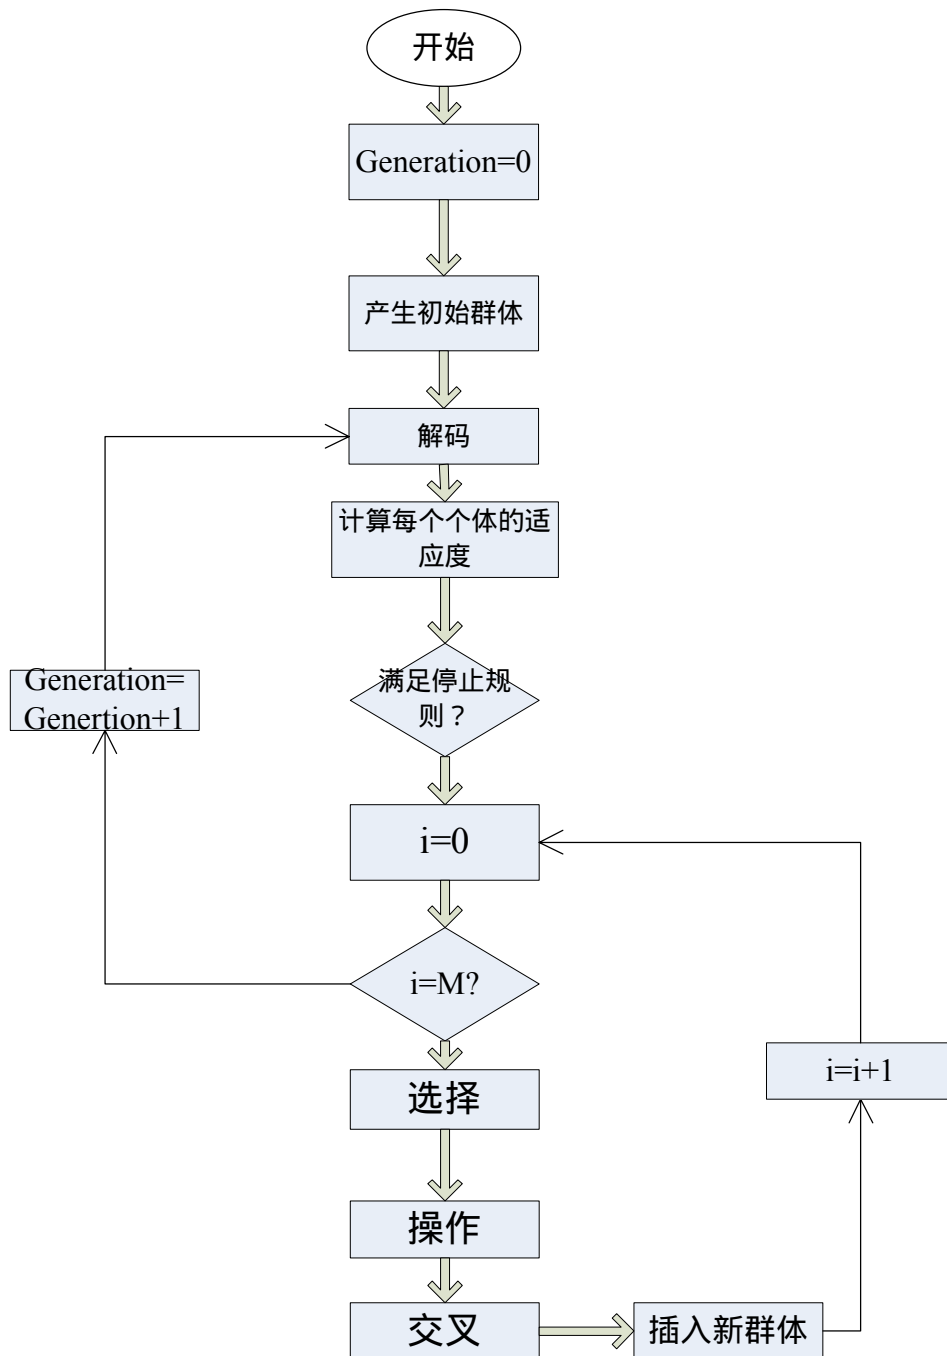 开始
Generation=0
产生初始群体
解码
计算每个个体的适
应度
满足停止规
则？
Generation=
Genertion+1
i=0
i=M?
i=i+1
选择
操作
交叉
插入新群体